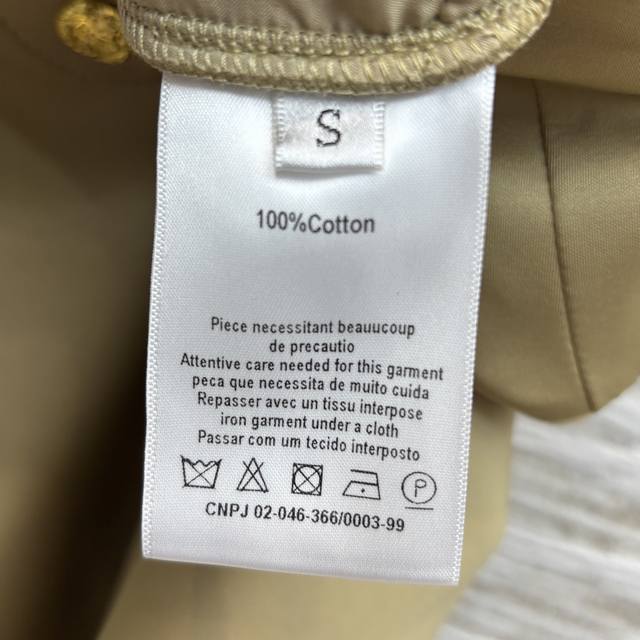 S
100%Cotton
Piece necessitant beauucoup
de precautio
Attentive care needed for this garment
peca que necessita de muito cuida
Repasser avec un tissu interpose
iron garment under a cloth
Passar com um tecido interposto
P
CNPJ 02-046-366/0003-99